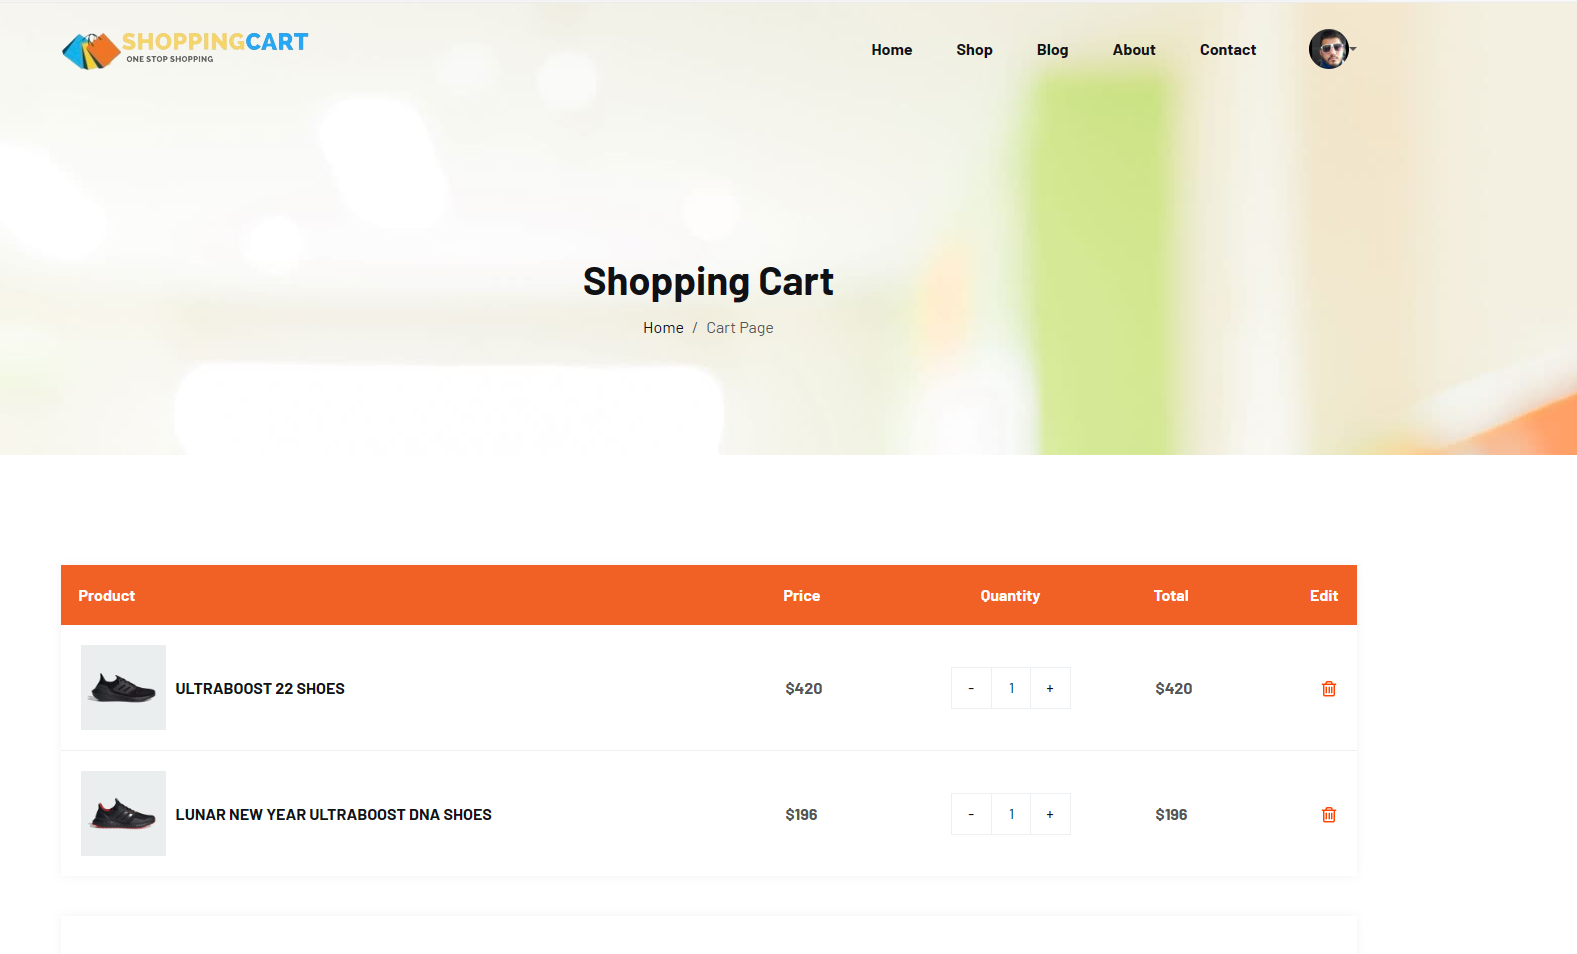 SHOPPINGCART
ONE STOP SHOPPING
Home Shop Blog About Contact
Shopping Cart
Home / Cart Page
Product Price Quantity Total Edit
ULTRABOOST 22 SHOES $420 - 1 + $420
LUNAR NEW YEAR ULTRABOOST DNA SHOES $196 - 1 + $196